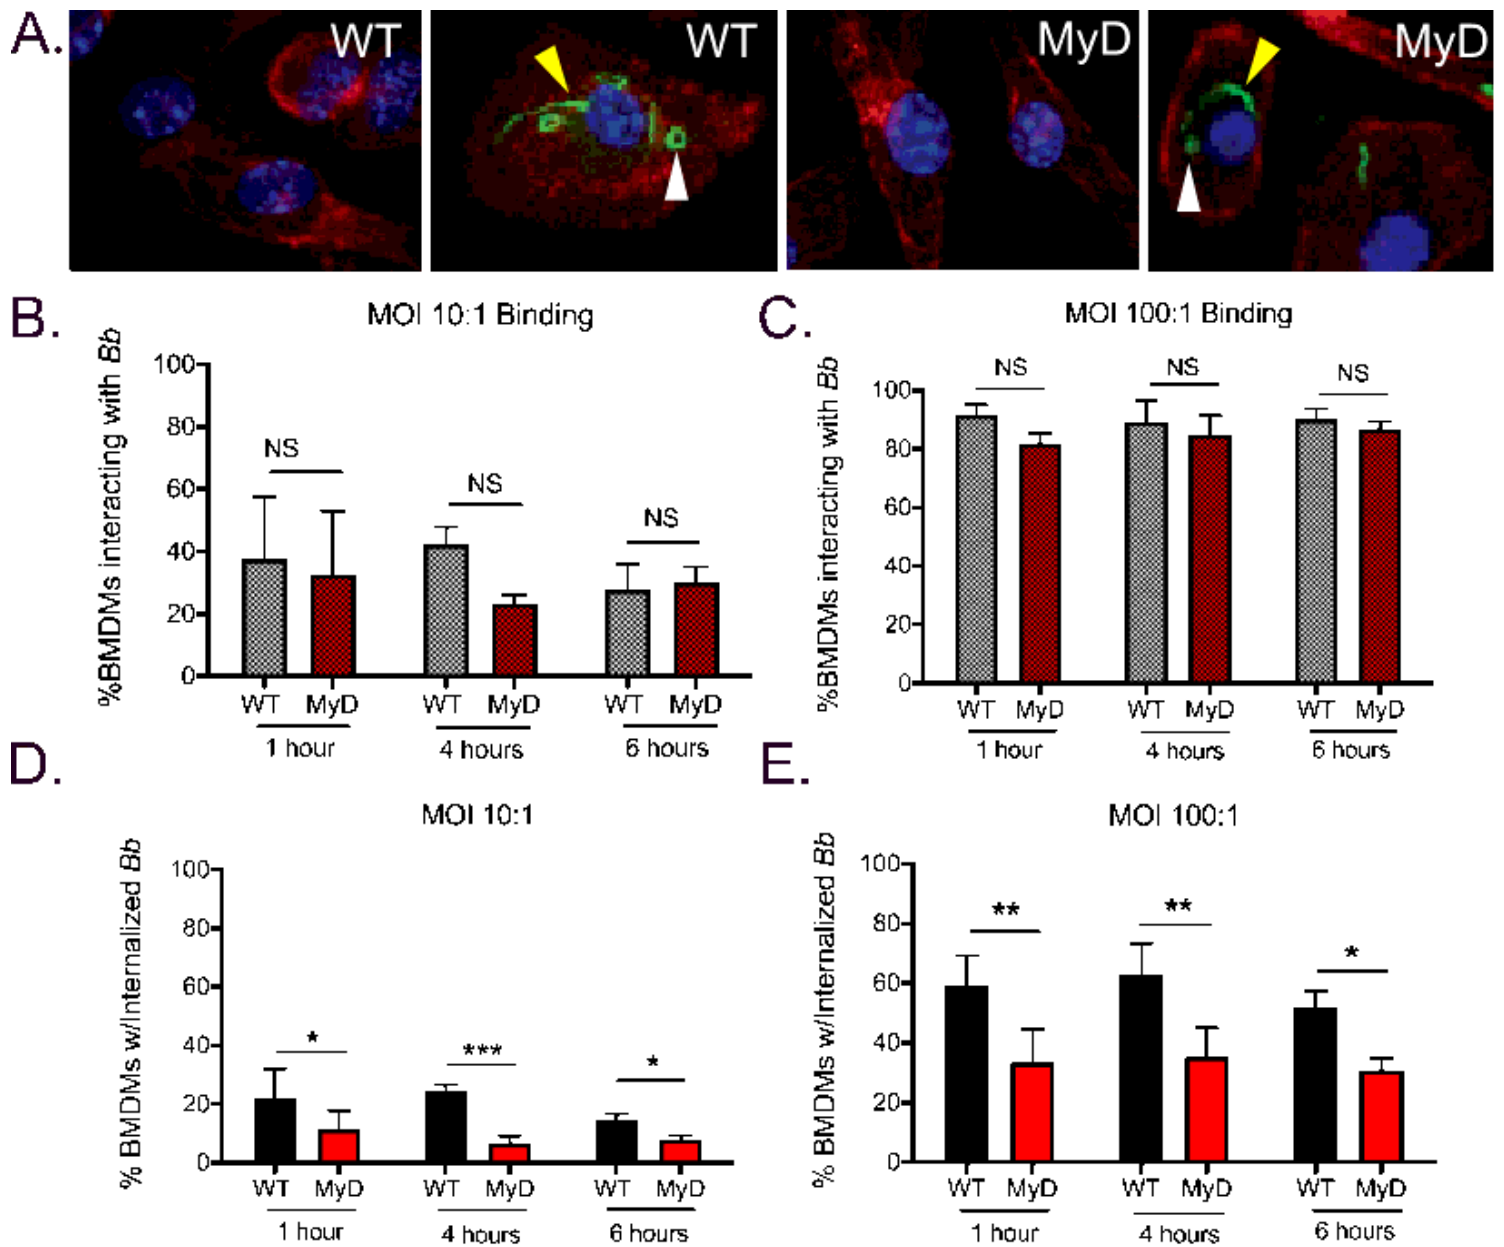 A.
WT
WT
MyD
MyD
B.
MOI 10:1 Binding
%BMDMs interacting with Bb
100
80
60
40
20
0
NS
NS
NS
WT MyD WT MyD WT MyD
1 hour 4 hours 6 hours
C.
MOI 100:1 Binding
%BMDMs interacting with Bb
100
80
60
40
20
0
NS
NS
NS
WT MyD WT MyD WT MyD
1 hour 4 hours 6 hours
D.
MOI 10:1
% BMDMs w/Internalized Bb
100
80
60
40
20
0
*
***
*
WT MyD WT MyD WT MyD
1 hour 4 hours 6 hours
E.
MOI 100:1
% BMDMs w/Internalized Bb
100
80
60
40
20
0
**
**
*
WT MyD WT MyD WT MyD
1 hour 4 hours 6 hours